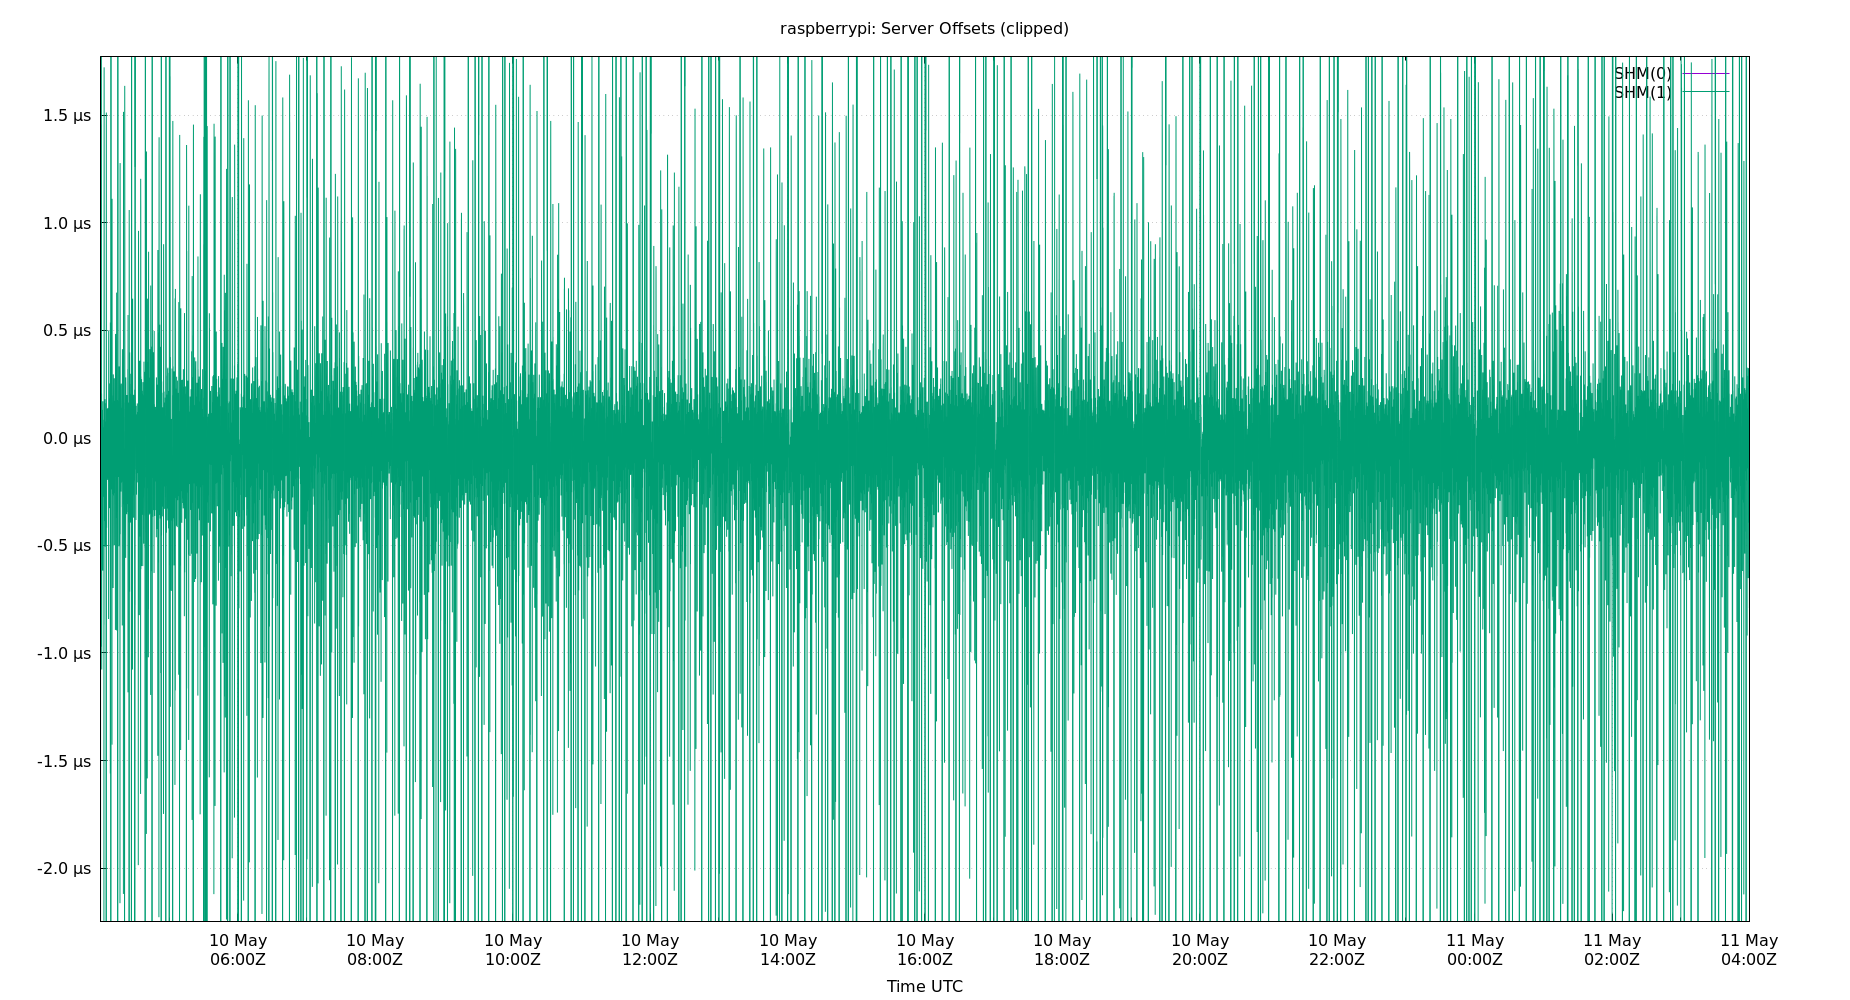 raspberrypi: Server Offsets (clipped)
SHM(0)
SHM(1)
1.5 µs
1.0 µs
0.5 µs
0.0 µs
-0.5 µs
-1.0 µs
-1.5 µs
-2.0 µs
10 May 10 May 10 May 10 May 10 May 10 May 10 May 10 May 10 May 11 May 11 May 11 May
06:00Z 08:00Z 10:00Z 12:00Z 14:00Z 16:00Z 18:00Z 20:00Z 22:00Z 00:00Z 02:00Z 04:00Z
Time UTC